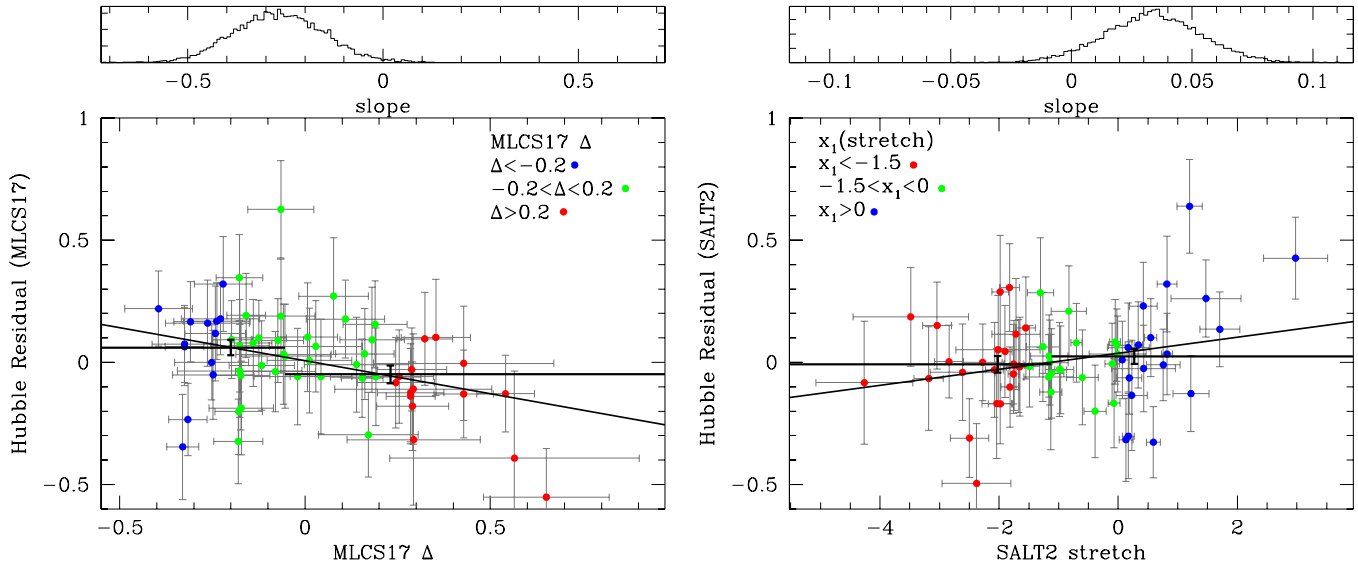 −0.5 0 0.5
slope
−0.1 −0.05 0 0.05 0.1
slope
1
0.5
0
−0.5
Hubble Residual (MLCS17)
MLCS17 Δ
Δ<−0.2
−0.2<Δ<0.2
Δ>0.2
−0.5 0 0.5
MLCS17 Δ
1
0.5
0
−0.5
Hubble Residual (SALT2)
x₁(stretch)
x₁<−1.5
−1.5<x₁<0
x₁>0
−4 −2 0 2
SALT2 stretch